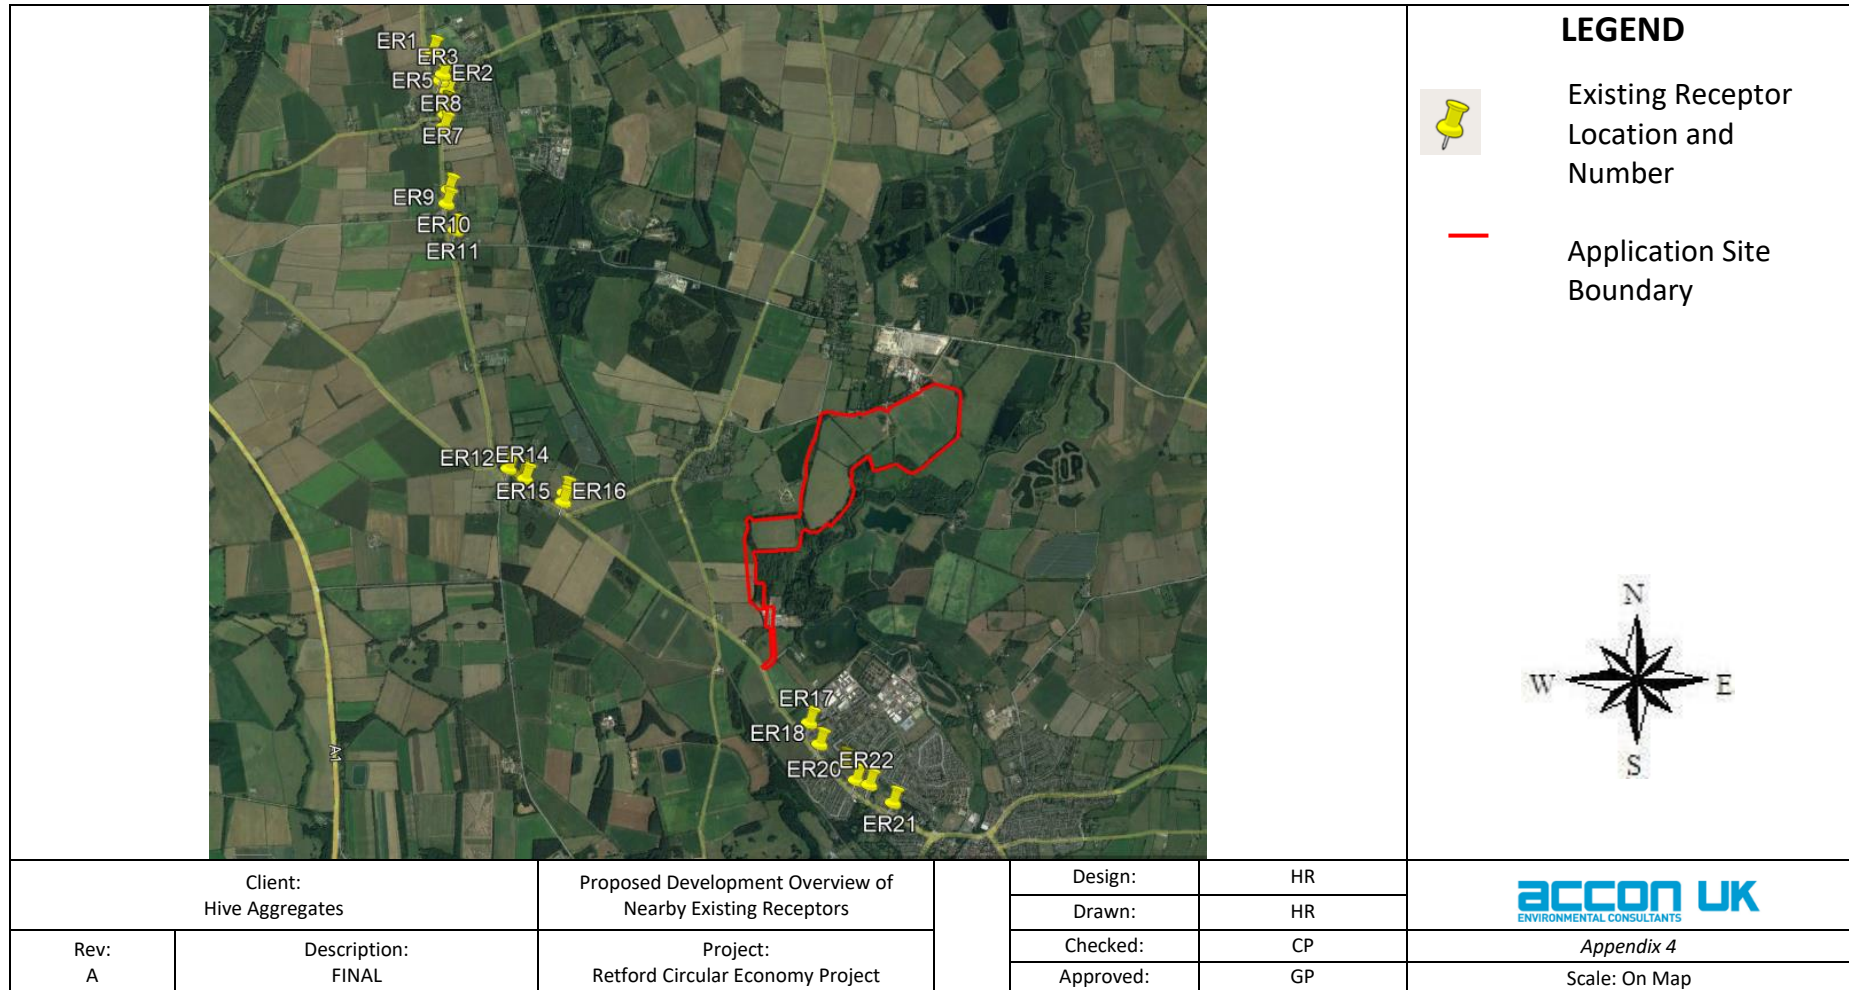 ER1
ER3
ER2
ER5
ER8
ER7
ER9
ER10
ER11
ER12
ER14
ER15
ER16
ER17
ER18
ER20
ER22
ER21
A1
LEGEND
Existing Receptor
Location and
Number
Application Site
Boundary
N
W
E
S
Client:
Hive Aggregates
Proposed Development Overview of
Nearby Existing Receptors
Rev:
A
Description:
FINAL
Project:
Retford Circular Economy Project
Design:
HR
Drawn:
HR
Checked:
CP
Approved:
GP
accon UK
ENVIRONMENTAL CONSULTANTS
Appendix 4
Scale: On Map